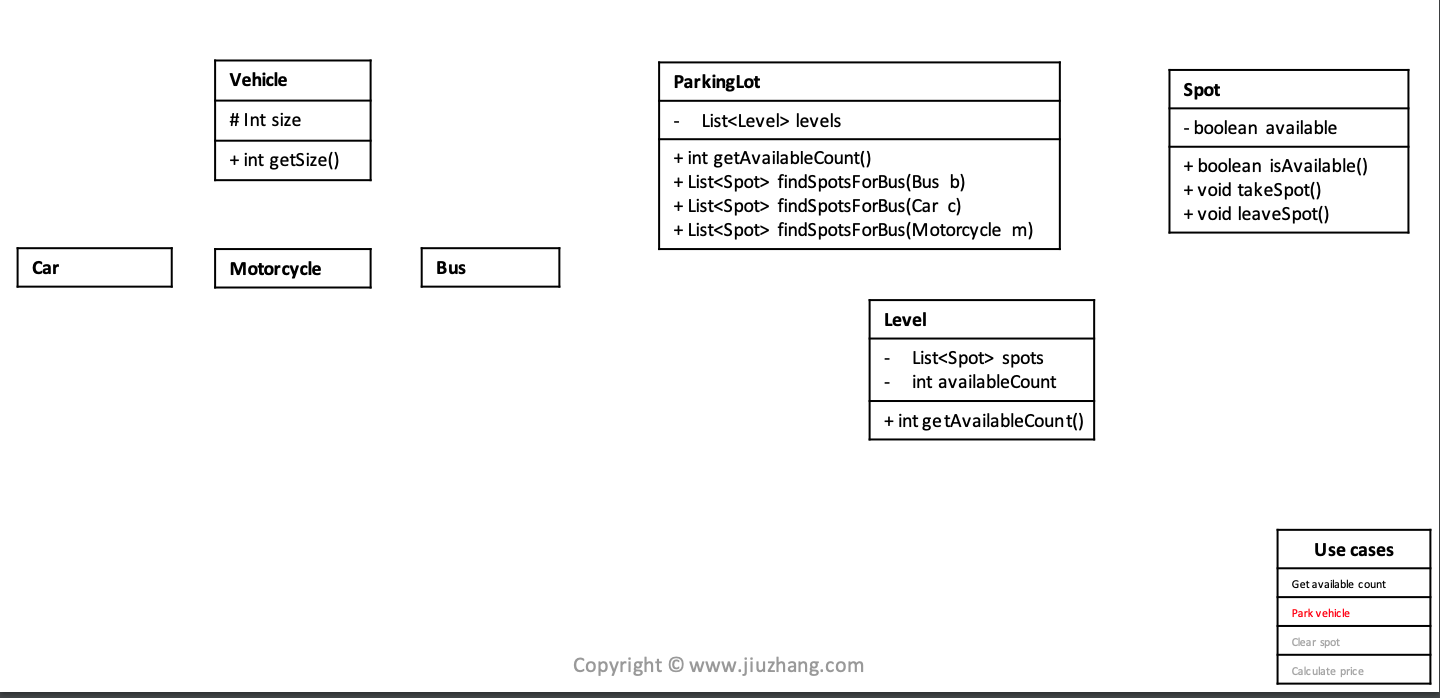 Vehicle
# Int size
+ int getSize()
Car
Motorcycle
Bus
ParkingLot
- List<Level> levels
+ int getAvailableCount()
+ List<Spot> findSpotsForBus(Bus b)
+ List<Spot> findSpotsForBus(Car c)
+ List<Spot> findSpotsForBus(Motorcycle m)
Spot
- boolean available
+ boolean isAvailable()
+ void takeSpot()
+ void leaveSpot()
Level
- List<Spot> spots
- int availableCount
+ int getAvailableCount()
Use cases
Get available count
Park vehicle
Clear spot
Calculate price
Copyright © www.jiuzhang.com